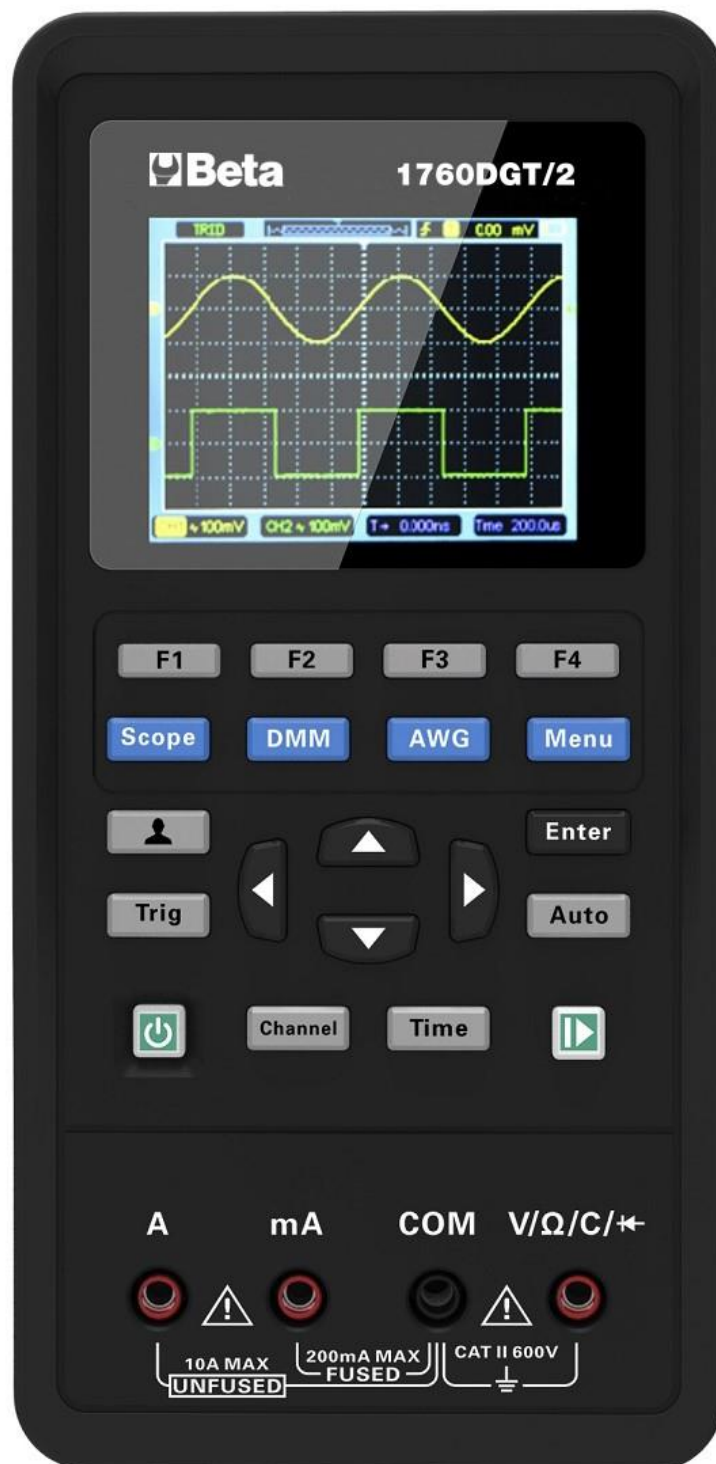 Beta 1760DGT/2
TRIG 0.00 mV
100mV CH2 100mV T→ 0.000ns Time 200.0us
F1 F2 F3 F4
Scope DMM AWG Menu
Enter
Trig Auto
Channel Time
A mA COM V/Ω/C/
10A MAX 200mA MAX CAT II 600V
UNFUSED FUSED